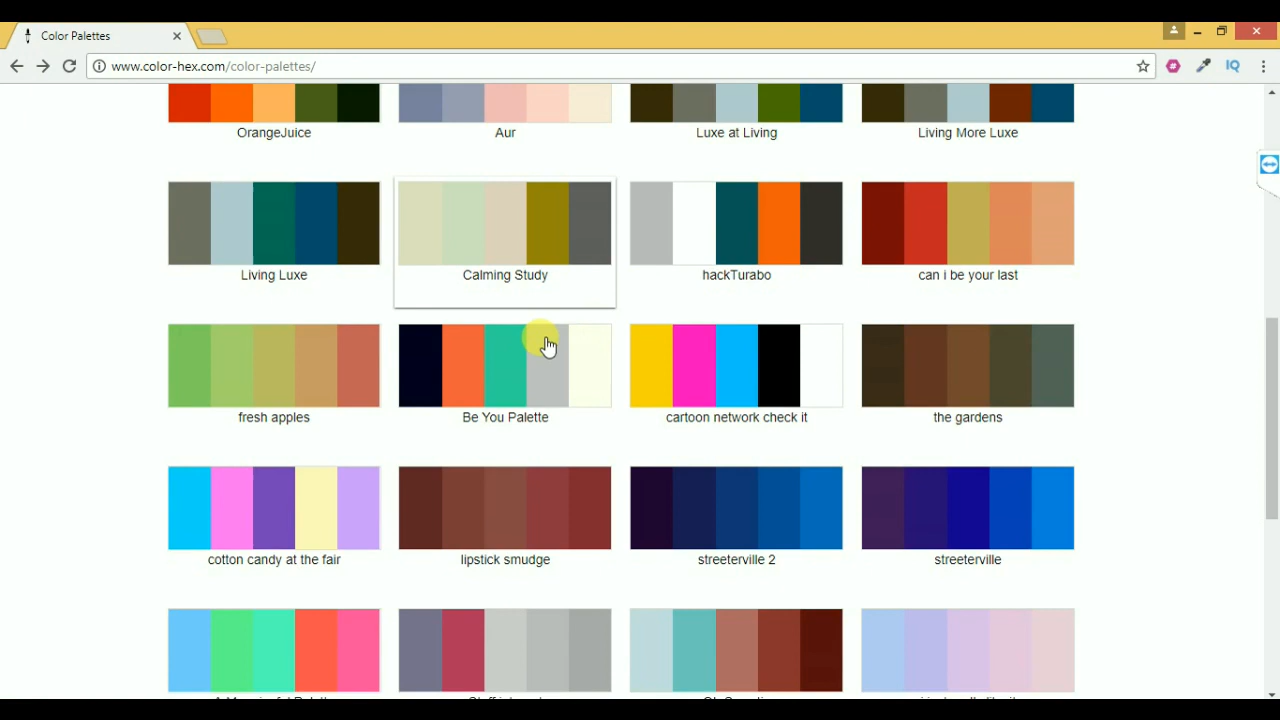 Color Palettes
www.color-hex.com/color-palettes/
IQ
OrangeJuice
Aur
Luxe at Living
Living More Luxe
Living Luxe
Calming Study
hackTurabo
can i be your last
fresh apples
Be You Palette
cartoon network check it
the gardens
cotton candy at the fair
lipstick smudge
streeterville 2
streeterville